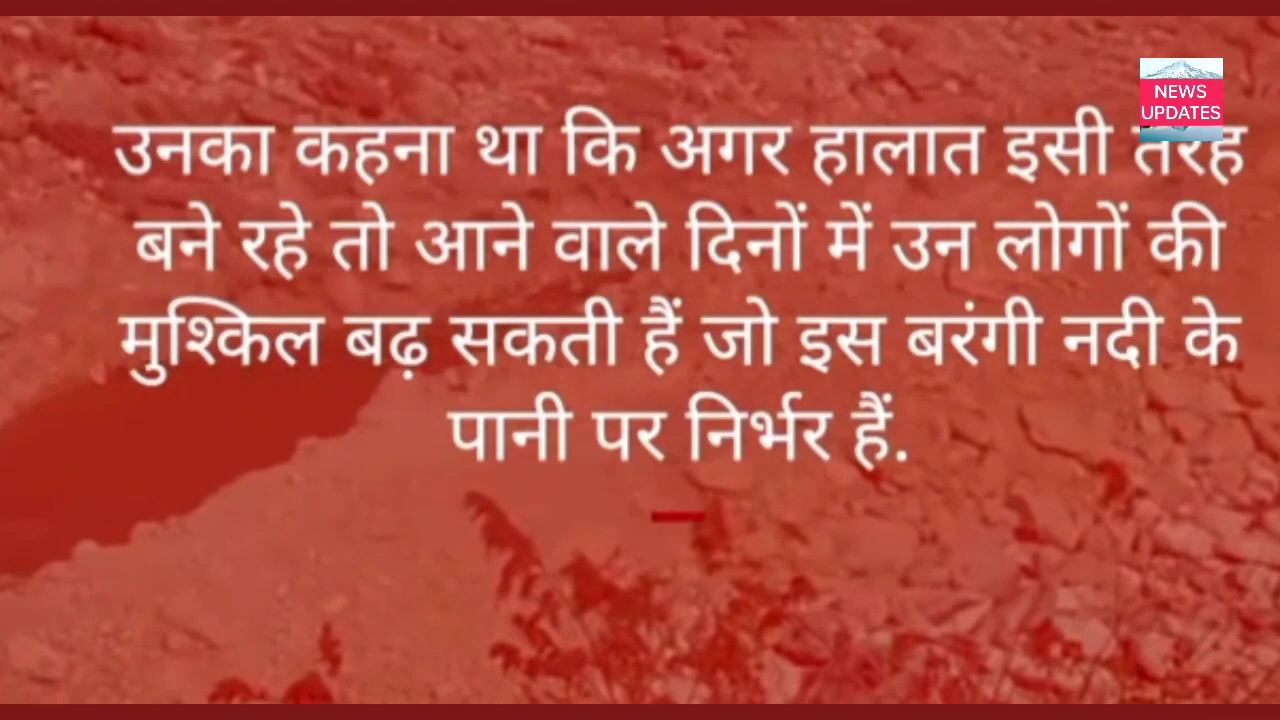 NEWS
UPDATES
उनका कहना था कि अगर हालात इसी तरह
बने रहे तो आने वाले दिनों में उन लोगों की
मुश्किल बढ़ सकती हैं जो इस बरंगी नदी के
पानी पर निर्भर हैं.